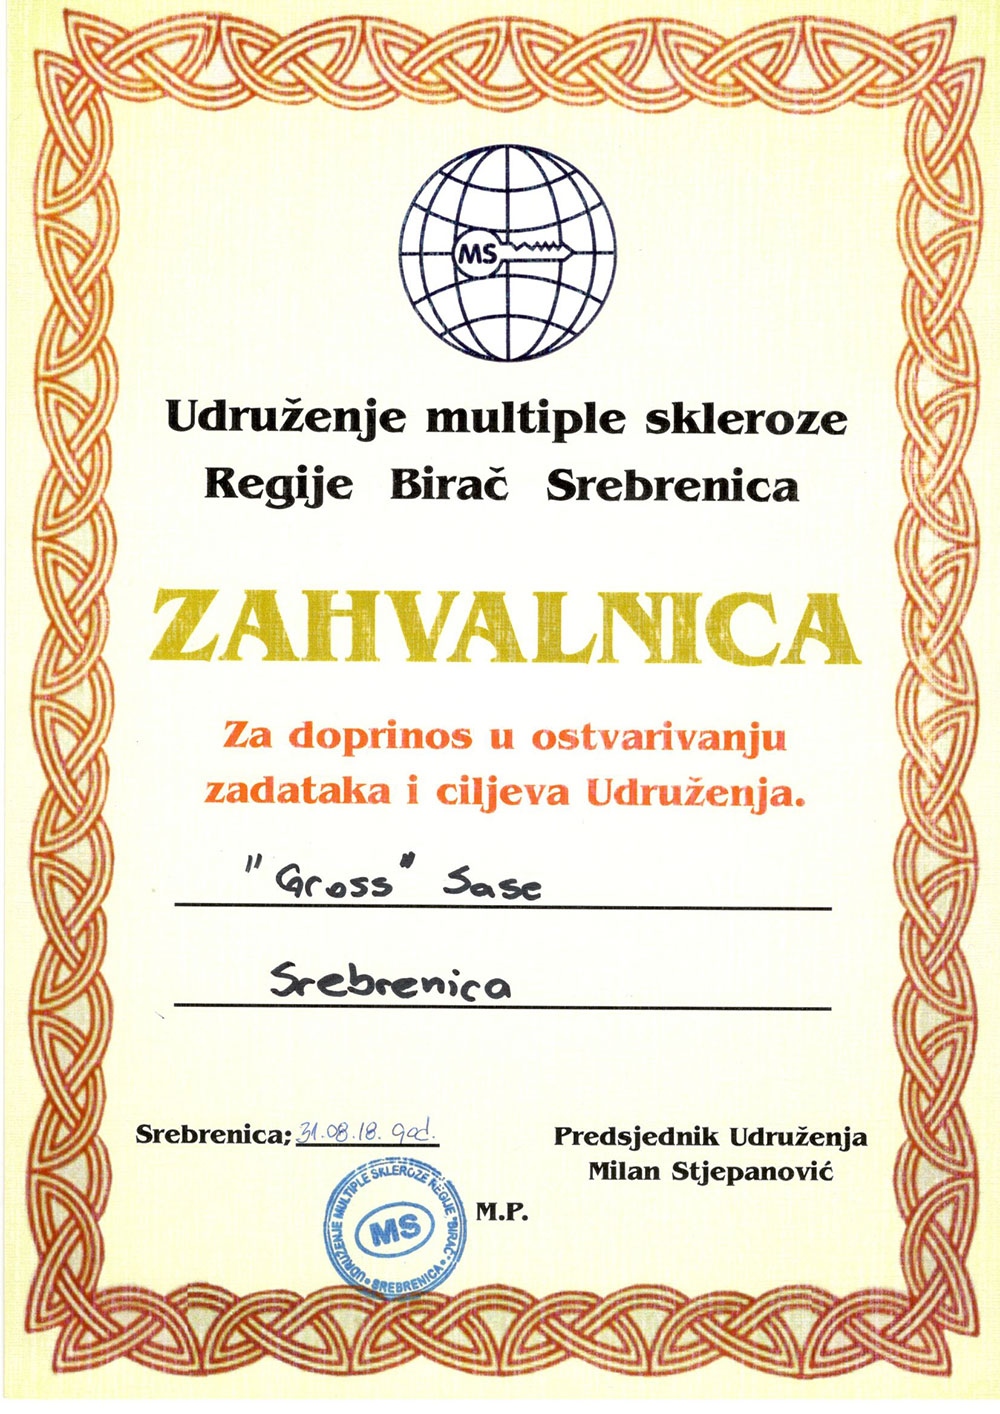 MS
Udruženje multiple skleroze
Regije Birač Srebrenica
ZAHVALNICA
Za doprinos u ostvarivanju
zadataka i ciljeva Udruženja.
"Gross" Sase
Srebrenica
Srebrenica; 31.08.18. god.
Predsjednik Udruženja
Milan Stjepanović
M.P.
UDRUŽENJE MULTIPLE SKLEROZE REGIJE "BIRAČ" • SREBRENICA •
MS